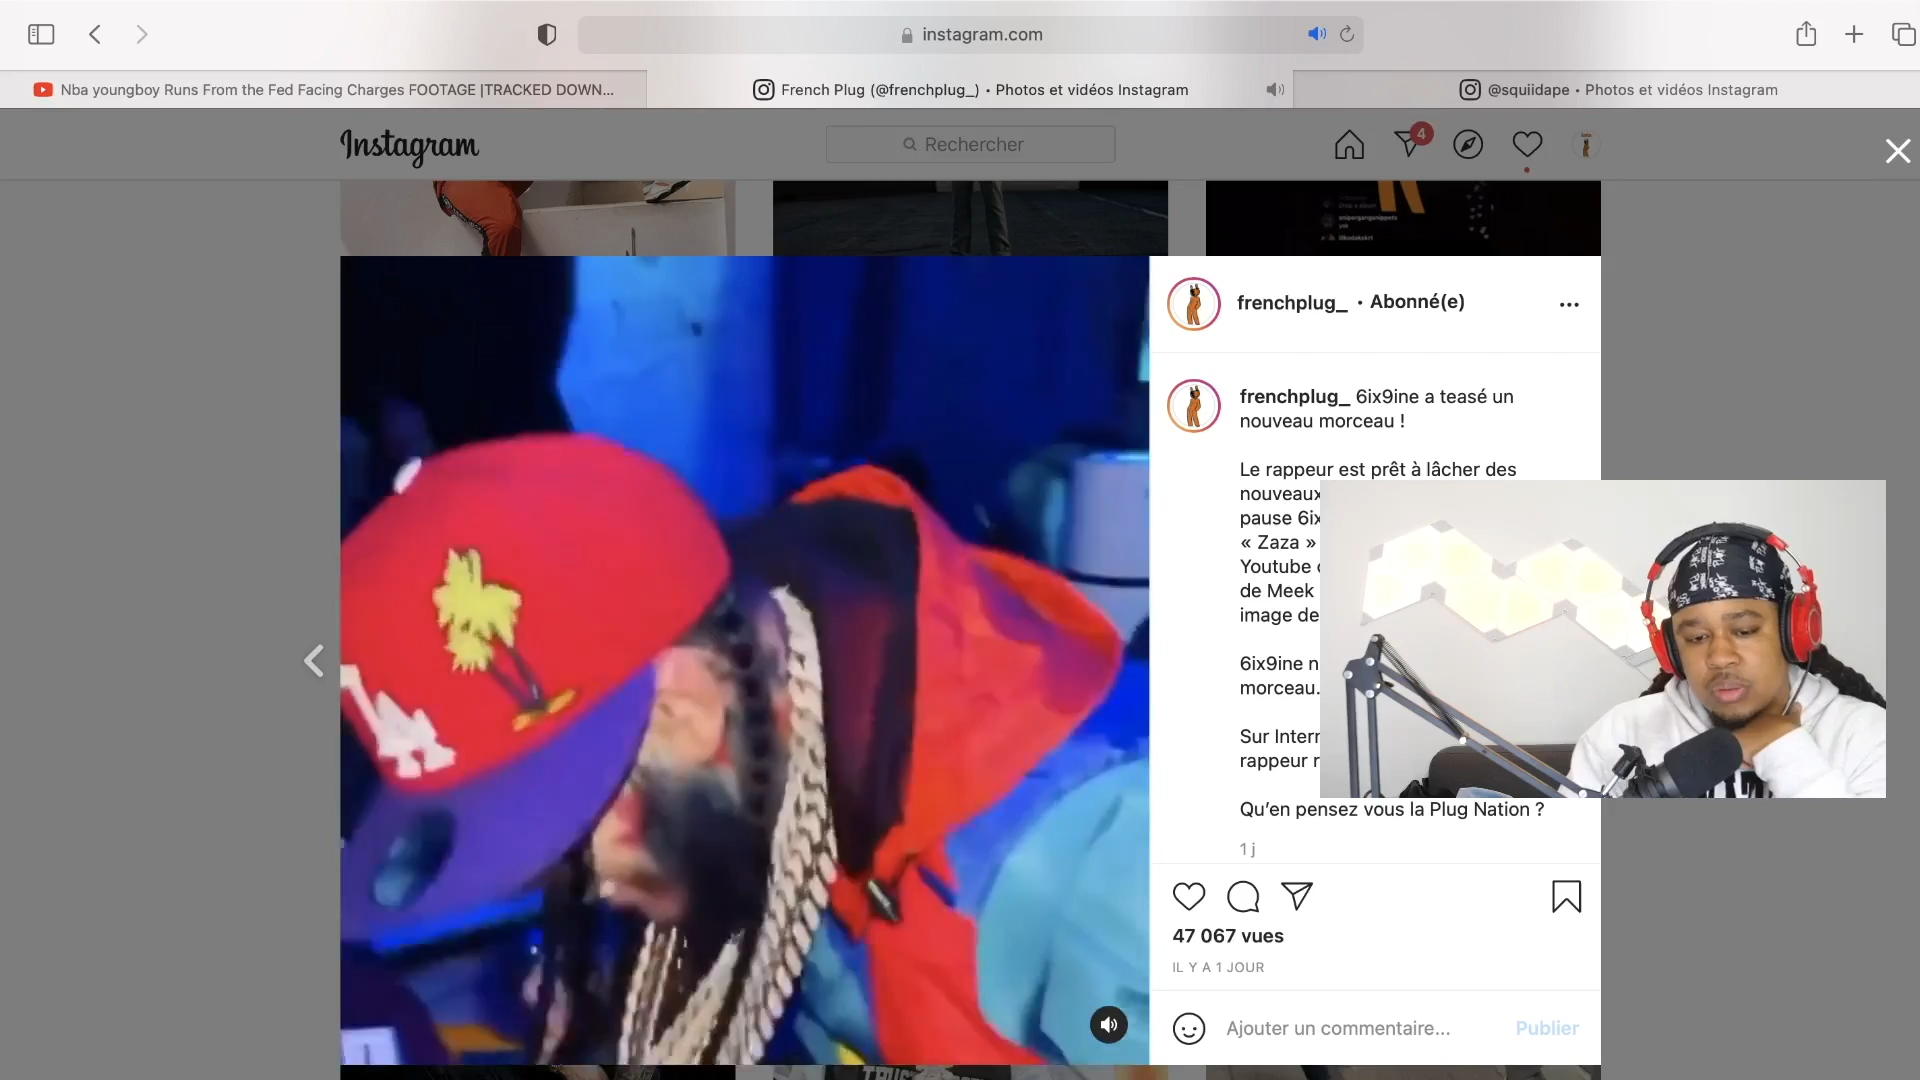 instagram.com
Nba youngboy Runs From the Fed Facing Charges FOOTAGE |TRACKED DOWN...
French Plug (@frenchplug_) • Photos et vidéos Instagram
@squiidape • Photos et vidéos Instagram
Instagram
Rechercher
4
frenchplug_ • Abonné(e)
frenchplug_ 6ix9ine a teasé un
nouveau morceau !
Le rappeur est prêt à lâcher des
nouveaux
pause 6ix
« Zaza »
Youtube
de Meek
image de
6ix9ine n
morceau.
Sur Intern
rappeur r
Qu'en pensez vous la Plug Nation ?
1 j
47 067 vues
IL Y A 1 JOUR
Ajouter un commentaire...
Publier